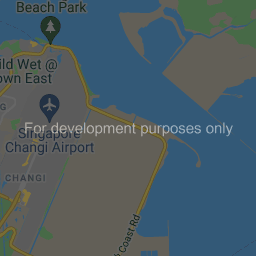 Beach Park
ild Wet @
own East
For development purposes only
Singapore
Changi Airport
CHANGI
Coast Rd